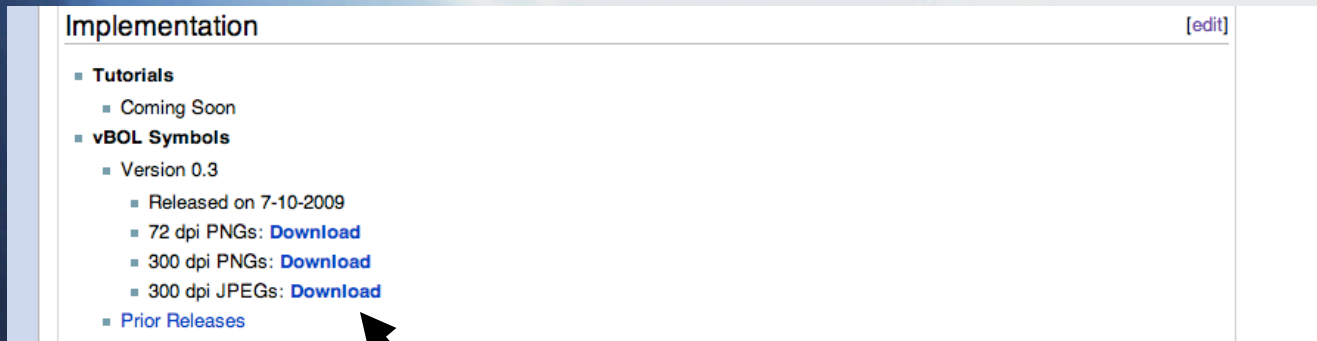 Implementation [edit]
Tutorials
Coming Soon
vBOL Symbols
Version 0.3
Released on 7-10-2009
72 dpi PNGs: Download
300 dpi PNGs: Download
300 dpi JPEGs: Download
Prior Releases